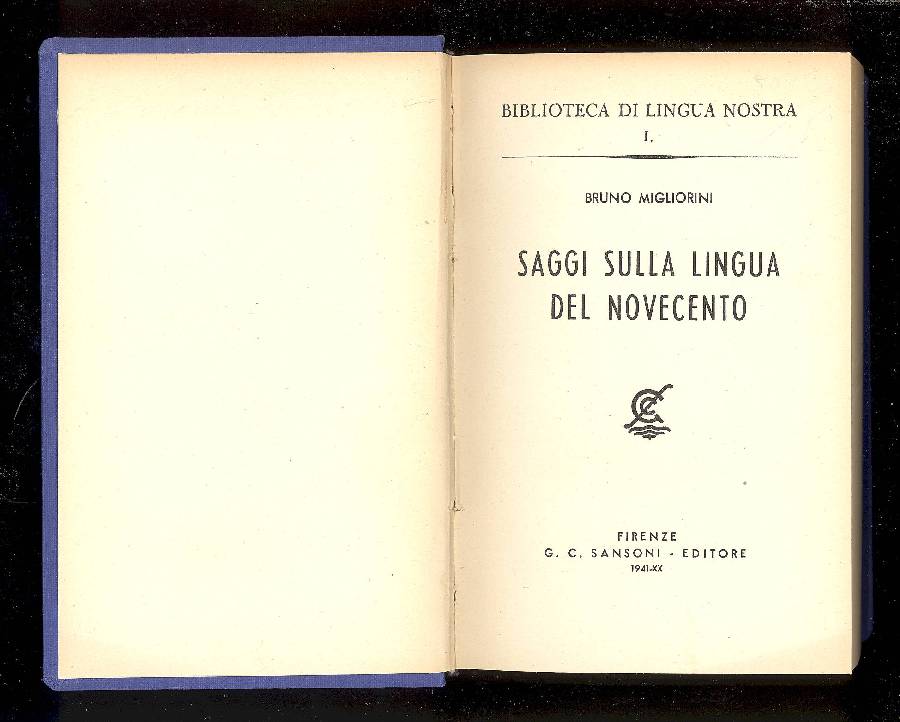 BIBLIOTECA DI LINGUA NOSTRA
I.
BRUNO MIGLIORINI
SAGGI SULLA LINGUA
DEL NOVECENTO
FIRENZE
G. C. SANSONI - EDITORE
1941-XX